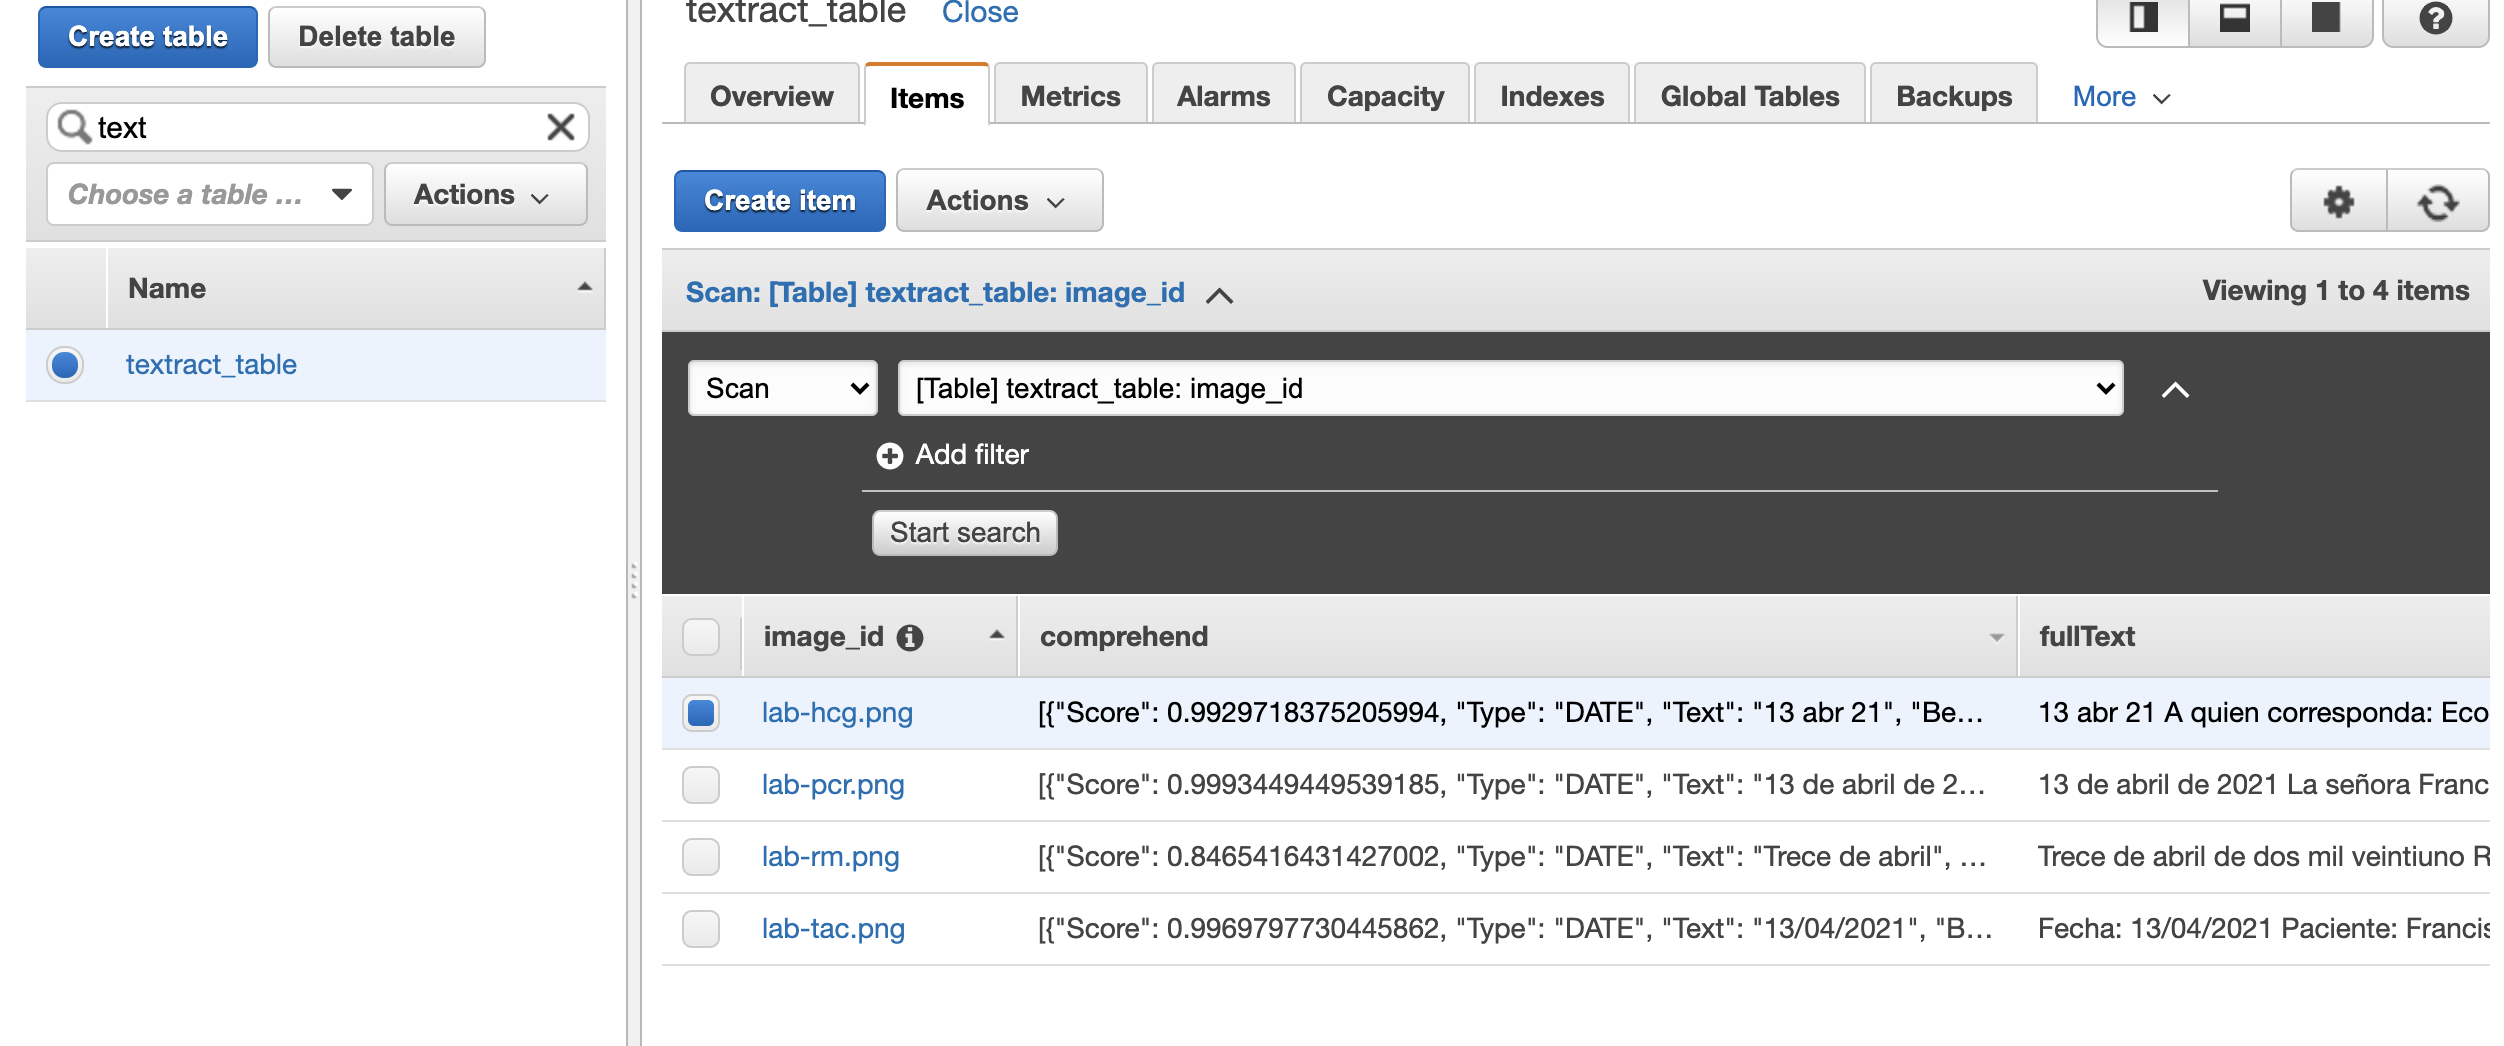 Create table
Delete table
text
Choose a table ...
Actions
Name
textract_table
textract_table Close
Overview
Items
Metrics
Alarms
Capacity
Indexes
Global Tables
Backups
More
Create item
Actions
Scan: [Table] textract_table: image_id
Viewing 1 to 4 items
Scan
[Table] textract_table: image_id
Add filter
Start search
image_id comprehend fullText
lab-hcg.png [{"Score": 0.9929718375205994, "Type": "DATE", "Text": "13 abr 21", "Be... 13 abr 21 A quien corresponda: Eco
lab-pcr.png [{"Score": 0.9993449449539185, "Type": "DATE", "Text": "13 de abril de 2... 13 de abril de 2021 La señora Franc
lab-rm.png [{"Score": 0.8465416431427002, "Type": "DATE", "Text": "Trece de abril", ... Trece de abril de dos mil veintiuno R
lab-tac.png [{"Score": 0.9969797730445862, "Type": "DATE", "Text": "13/04/2021", "B... Fecha: 13/04/2021 Paciente: Francis